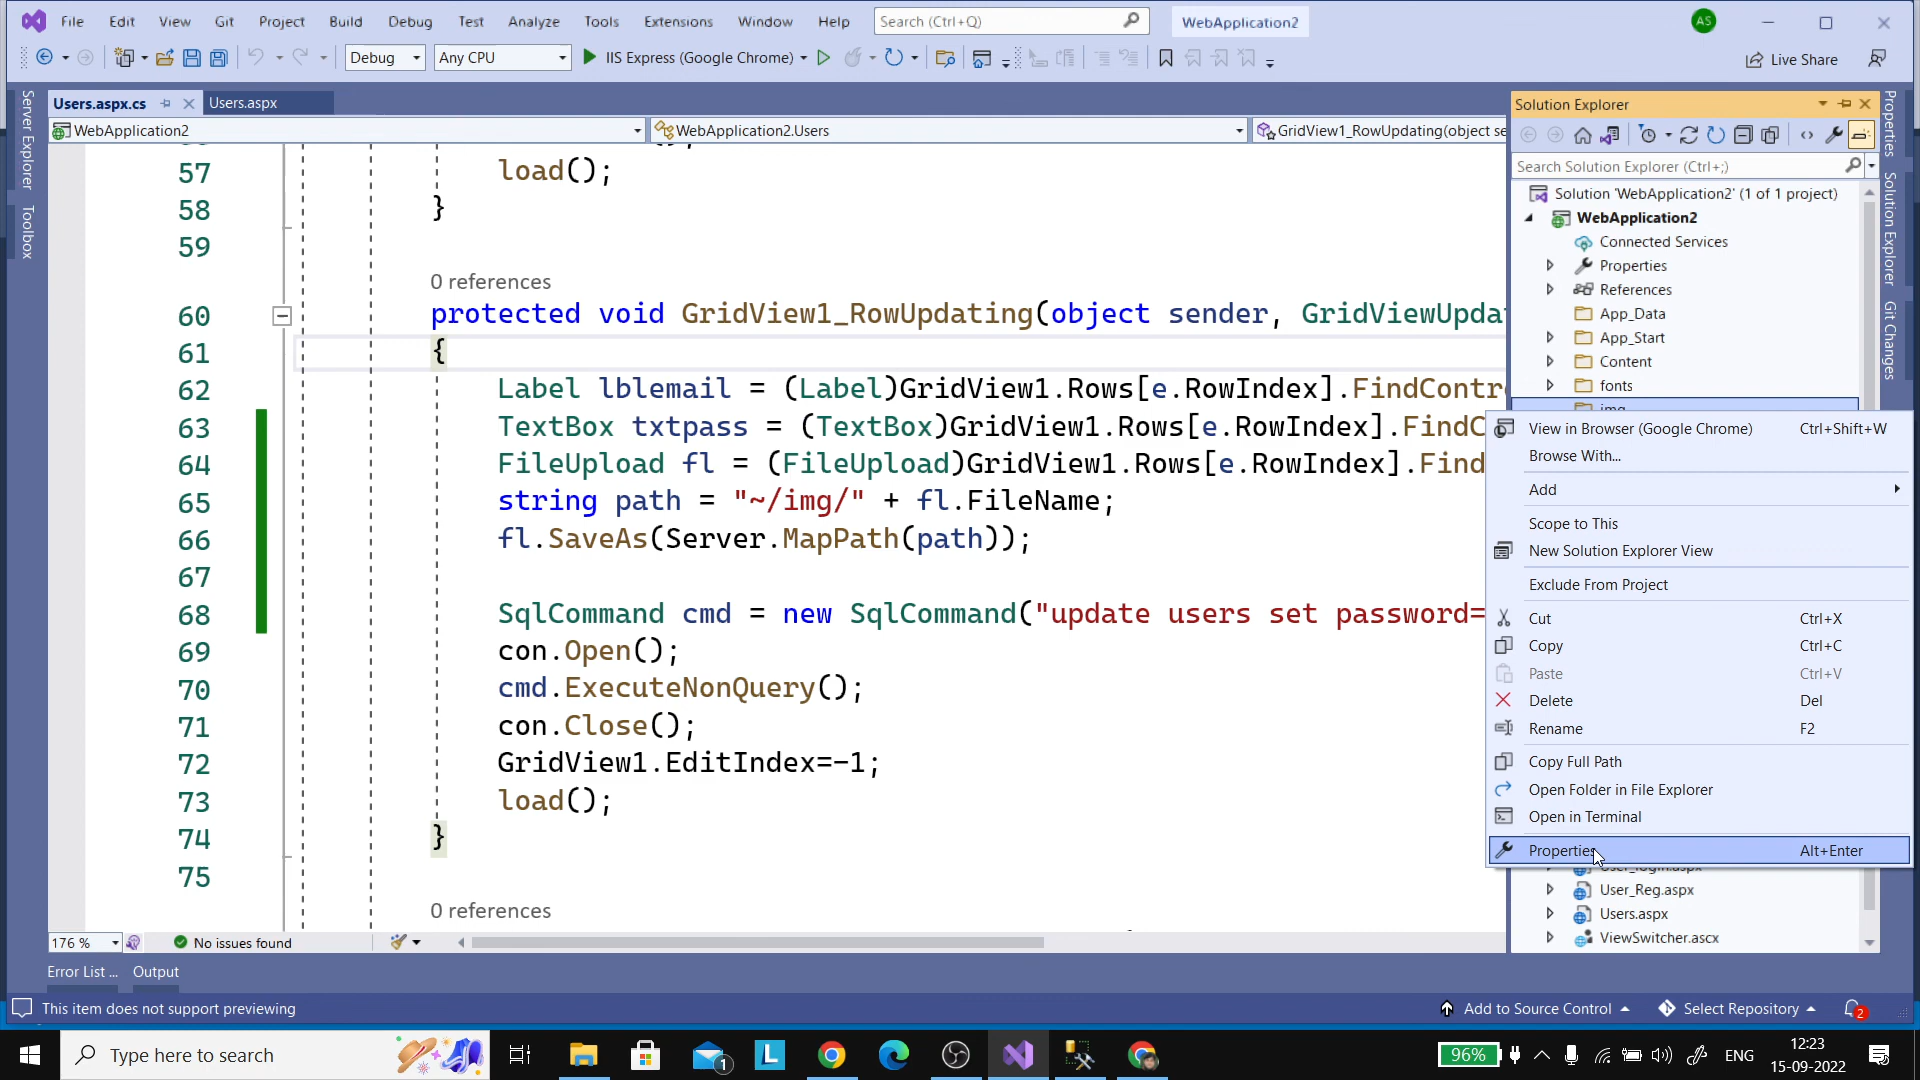 File Edit View Git Project Build Debug Test Analyze Tools Extensions Window Help Search (Ctrl+Q) WebApplication2 AS
Debug Any CPU IIS Express (Google Chrome) Live Share
Users.aspx.cs Users.aspx
WebApplication2 WebApplication2.Users GridView1_RowUpdating(object se
Server Explorer
Toolbox
57 load();
58 }
59
0 references
60 protected void GridView1_RowUpdating(object sender, GridViewUpda
61 {
62 Label lblemail = (Label)GridView1.Rows[e.RowIndex].FindContr
63 TextBox txtpass = (TextBox)GridView1.Rows[e.RowIndex].FindC
64 FileUpload fl = (FileUpload)GridView1.Rows[e.RowIndex].Find
65 string path = "~/img/" + fl.FileName;
66 fl.SaveAs(Server.MapPath(path));
67
68 SqlCommand cmd = new SqlCommand("update users set password=
69 con.Open();
70 cmd.ExecuteNonQuery();
71 con.Close();
72 GridView1.EditIndex=-1;
73 load();
74 }
75
0 references
176 % No issues found
Solution Explorer
Search Solution Explorer (Ctrl+;)
Solution 'WebApplication2' (1 of 1 project)
WebApplication2
Connected Services
Properties
References
App_Data
App_Start
Content
fonts
img
View in Browser (Google Chrome) Ctrl+Shift+W
Browse With...
Add
Scope to This
New Solution Explorer View
Exclude From Project
Cut Ctrl+X
Copy Ctrl+C
Paste Ctrl+V
Delete Del
Rename F2
Copy Full Path
Open Folder in File Explorer
Open in Terminal
Properties Alt+Enter
User_login.aspx
User_Reg.aspx
Users.aspx
ViewSwitcher.ascx
Properties
Solution Explorer
Git Changes
Error List ... Output
This item does not support previewing Add to Source Control Select Repository 2
Type here to search 1 L 96% ENG 12:23
15-09-2022